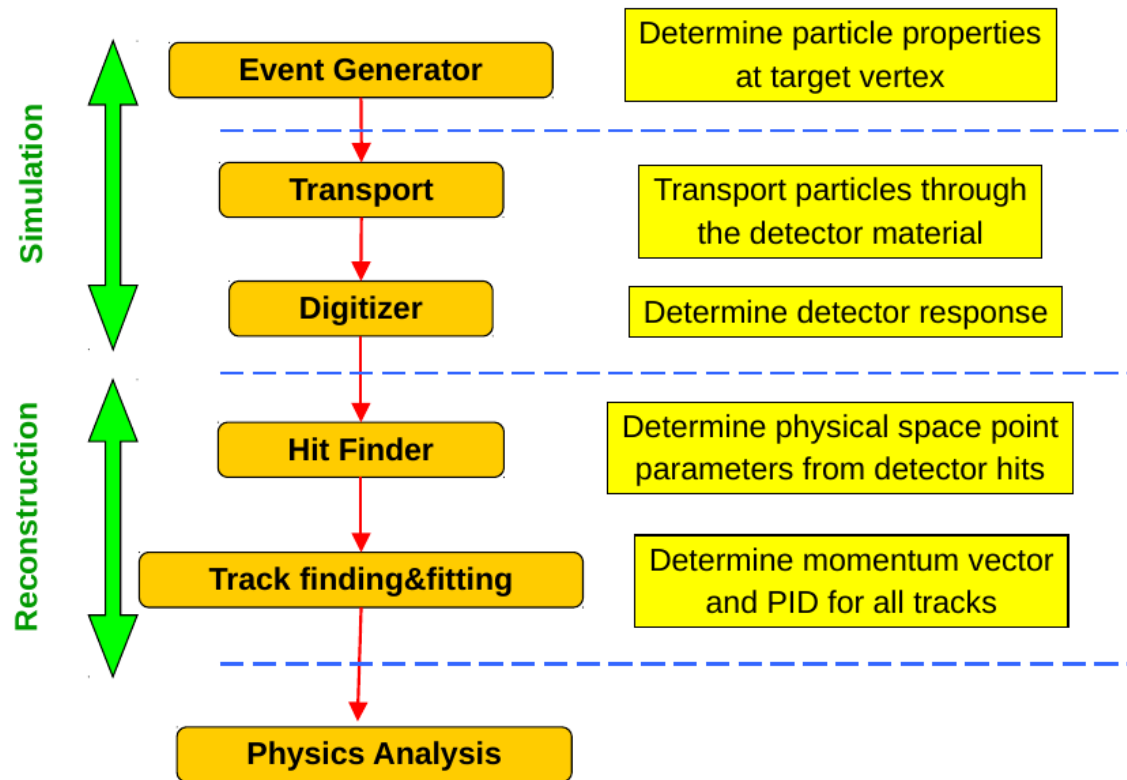 Simulation
Event Generator
Determine particle properties
at target vertex
Transport
Transport particles through
the detector material
Digitizer
Determine detector response
Reconstruction
Hit Finder
Determine physical space point
parameters from detector hits
Track finding&fitting
Determine momentum vector
and PID for all tracks
Physics Analysis